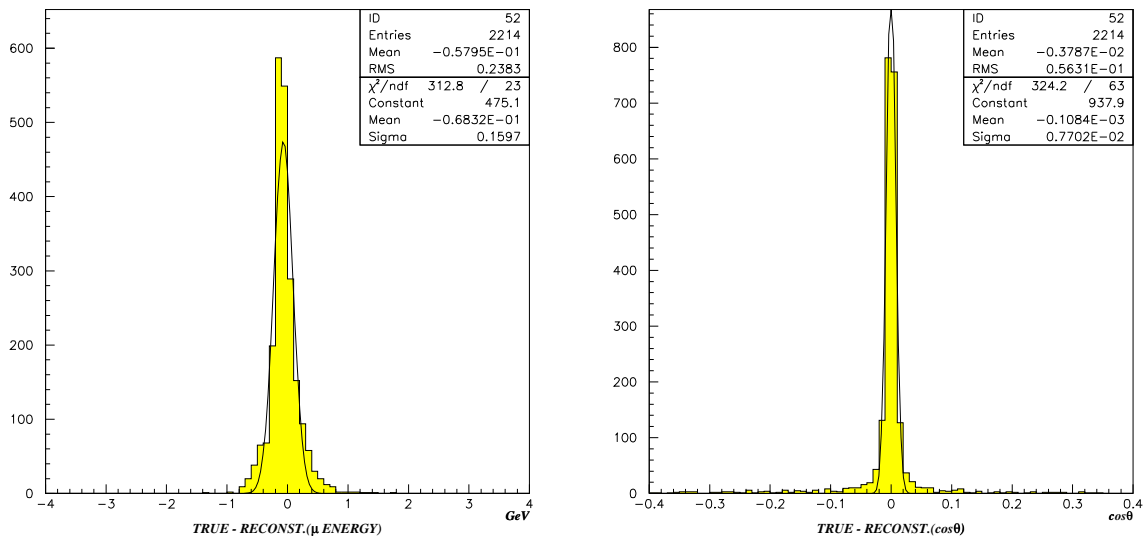 ID 52
Entries 2214
Mean -0.5795E-01
RMS 0.2383
χ²/ndf 312.8 / 23
Constant 475.1
Mean -0.6832E-01
Sigma 0.1597
600
500
400
300
200
100
0
-4 -3 -2 -1 0 1 2 3 4
GeV
TRUE - RECONST.(μ ENERGY)
ID 52
Entries 2214
Mean -0.3787E-02
RMS 0.5631E-01
χ²/ndf 324.2 / 63
Constant 937.9
Mean -0.1084E-03
Sigma 0.7702E-02
800
700
600
500
400
300
200
100
0
-0.4 -0.3 -0.2 -0.1 0 0.1 0.2 0.3 0.4
cosθ
TRUE - RECONST.(cosθ)